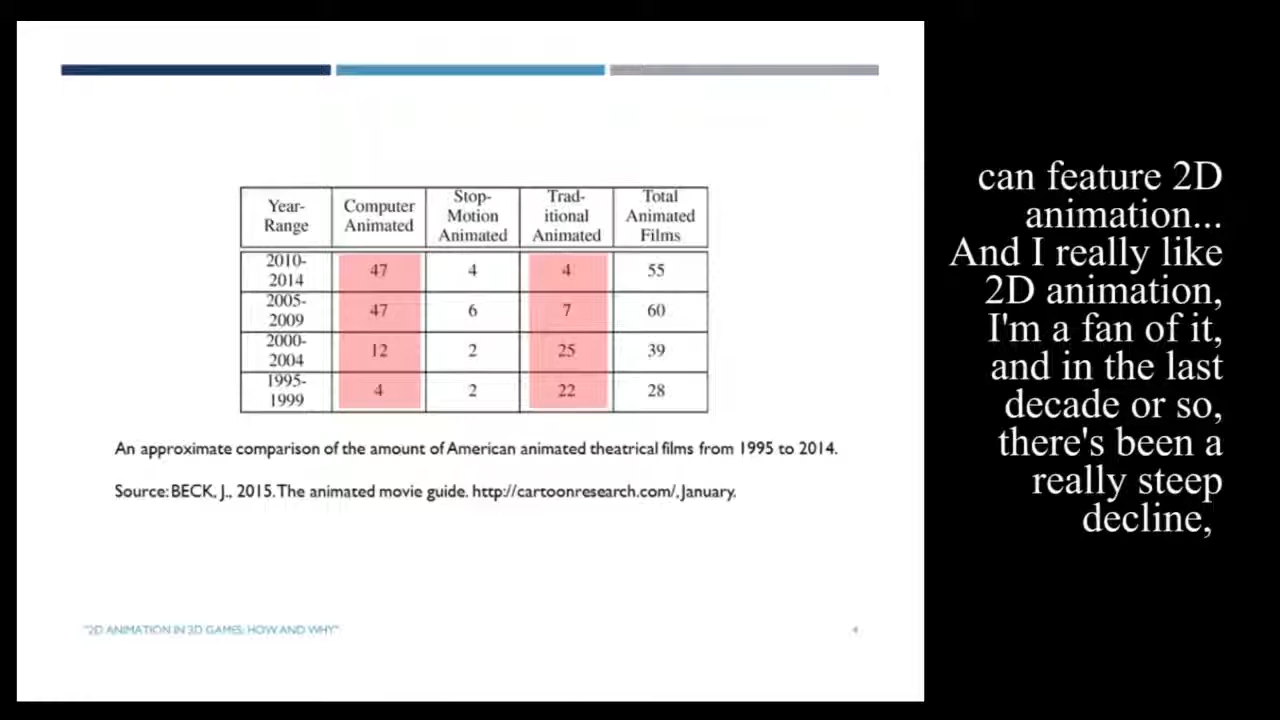 Year-Range Computer Animated Stop-Motion Animated Trad-itional Animated Total Animated Films
2010-2014 47 4 4 55
2005-2009 47 6 7 60
2000-2004 12 2 25 39
1995-1999 4 2 22 28
An approximate comparison of the amount of American animated theatrical films from 1995 to 2014.
Source: BECK, J., 2015. The animated movie guide. http://cartoonresearch.com/, January.
"2D ANIMATION IN 3D GAMES: HOW AND WHY"
4
can feature 2D
animation...
And I really like
2D animation,
I'm a fan of it,
and in the last
decade or so,
there's been a
really steep
decline,